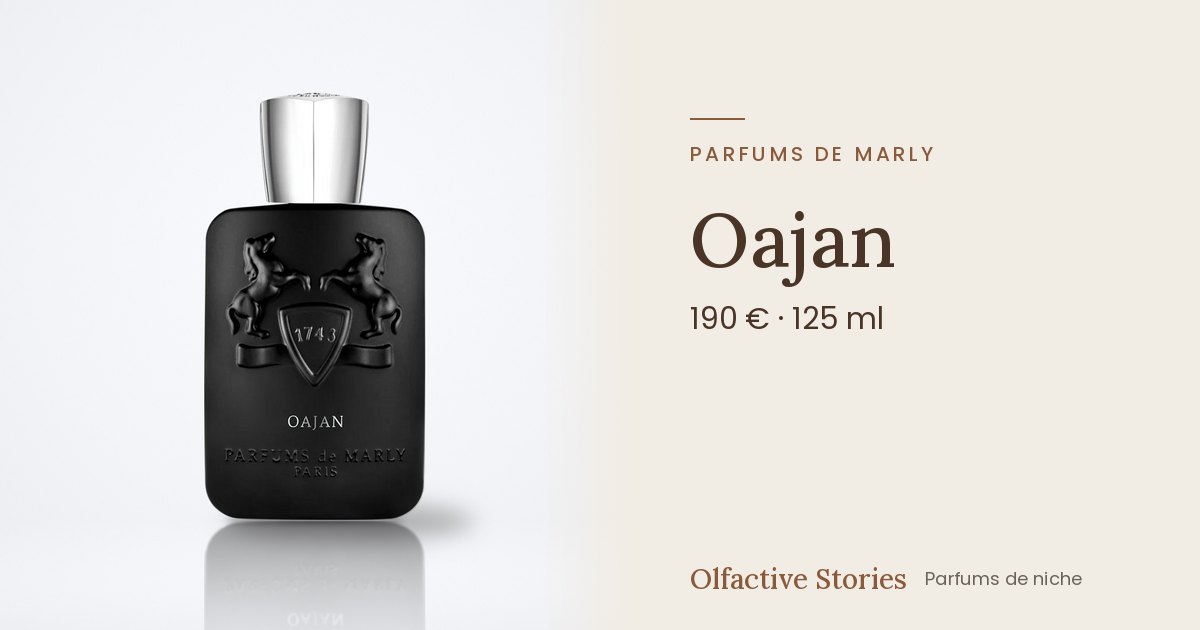 1743
OAJAN
PARFUMS de MARLY
PARIS
PARFUMS DE MARLY
Oajan
190 € · 125 ml
Olfactive Stories Parfums de niche